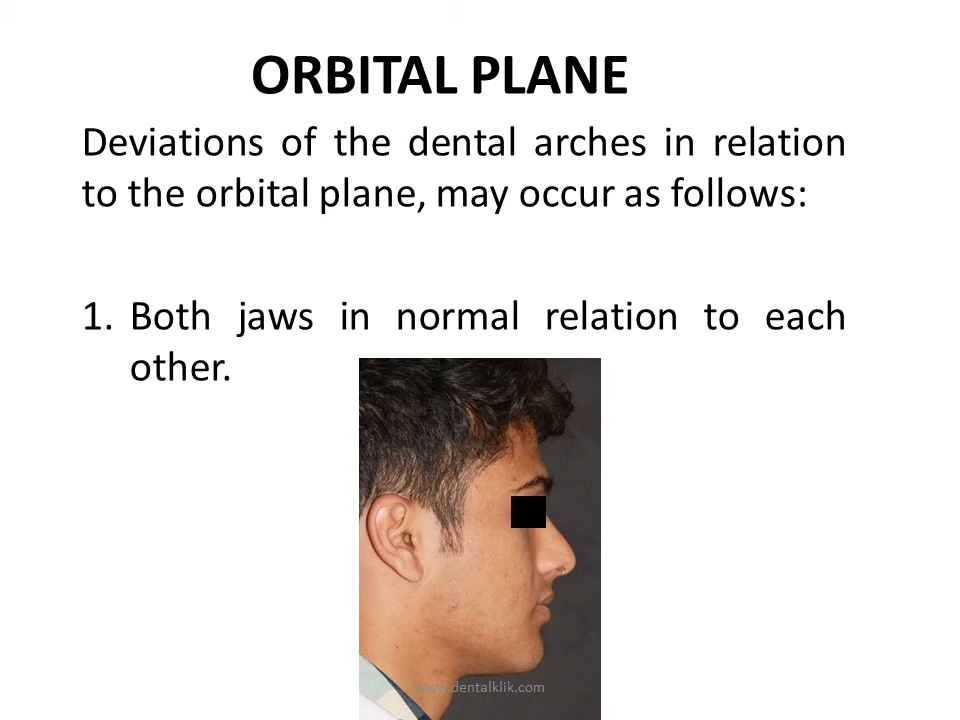 ORBITAL PLANE
Deviations of the dental arches in relation
to the orbital plane, may occur as follows:
1. Both jaws in normal relation to each
other.
www.dentalklik.com